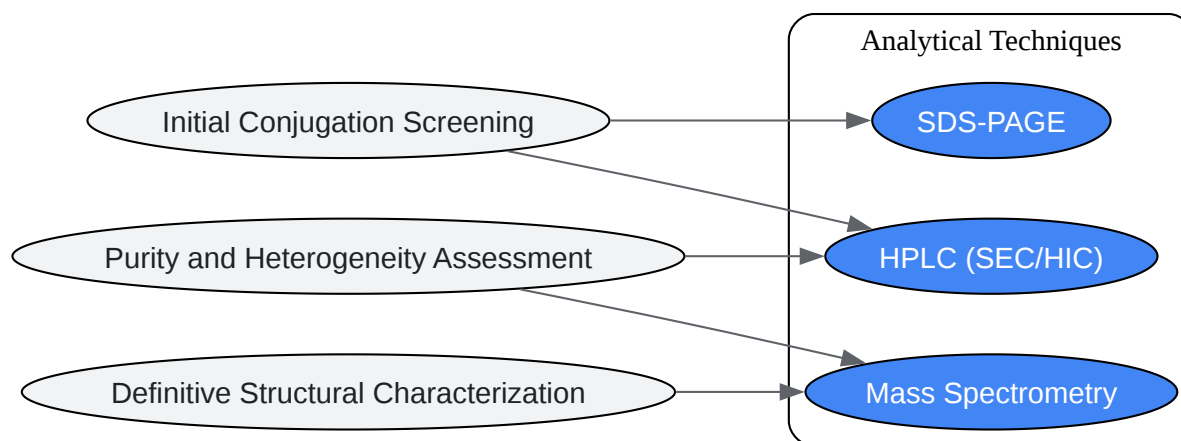 Analytical Techniques
Initial Conjugation Screening
SDS-PAGE
Purity and Heterogeneity Assessment
HPLC (SEC/HIC)
Definitive Structural Characterization
Mass Spectrometry